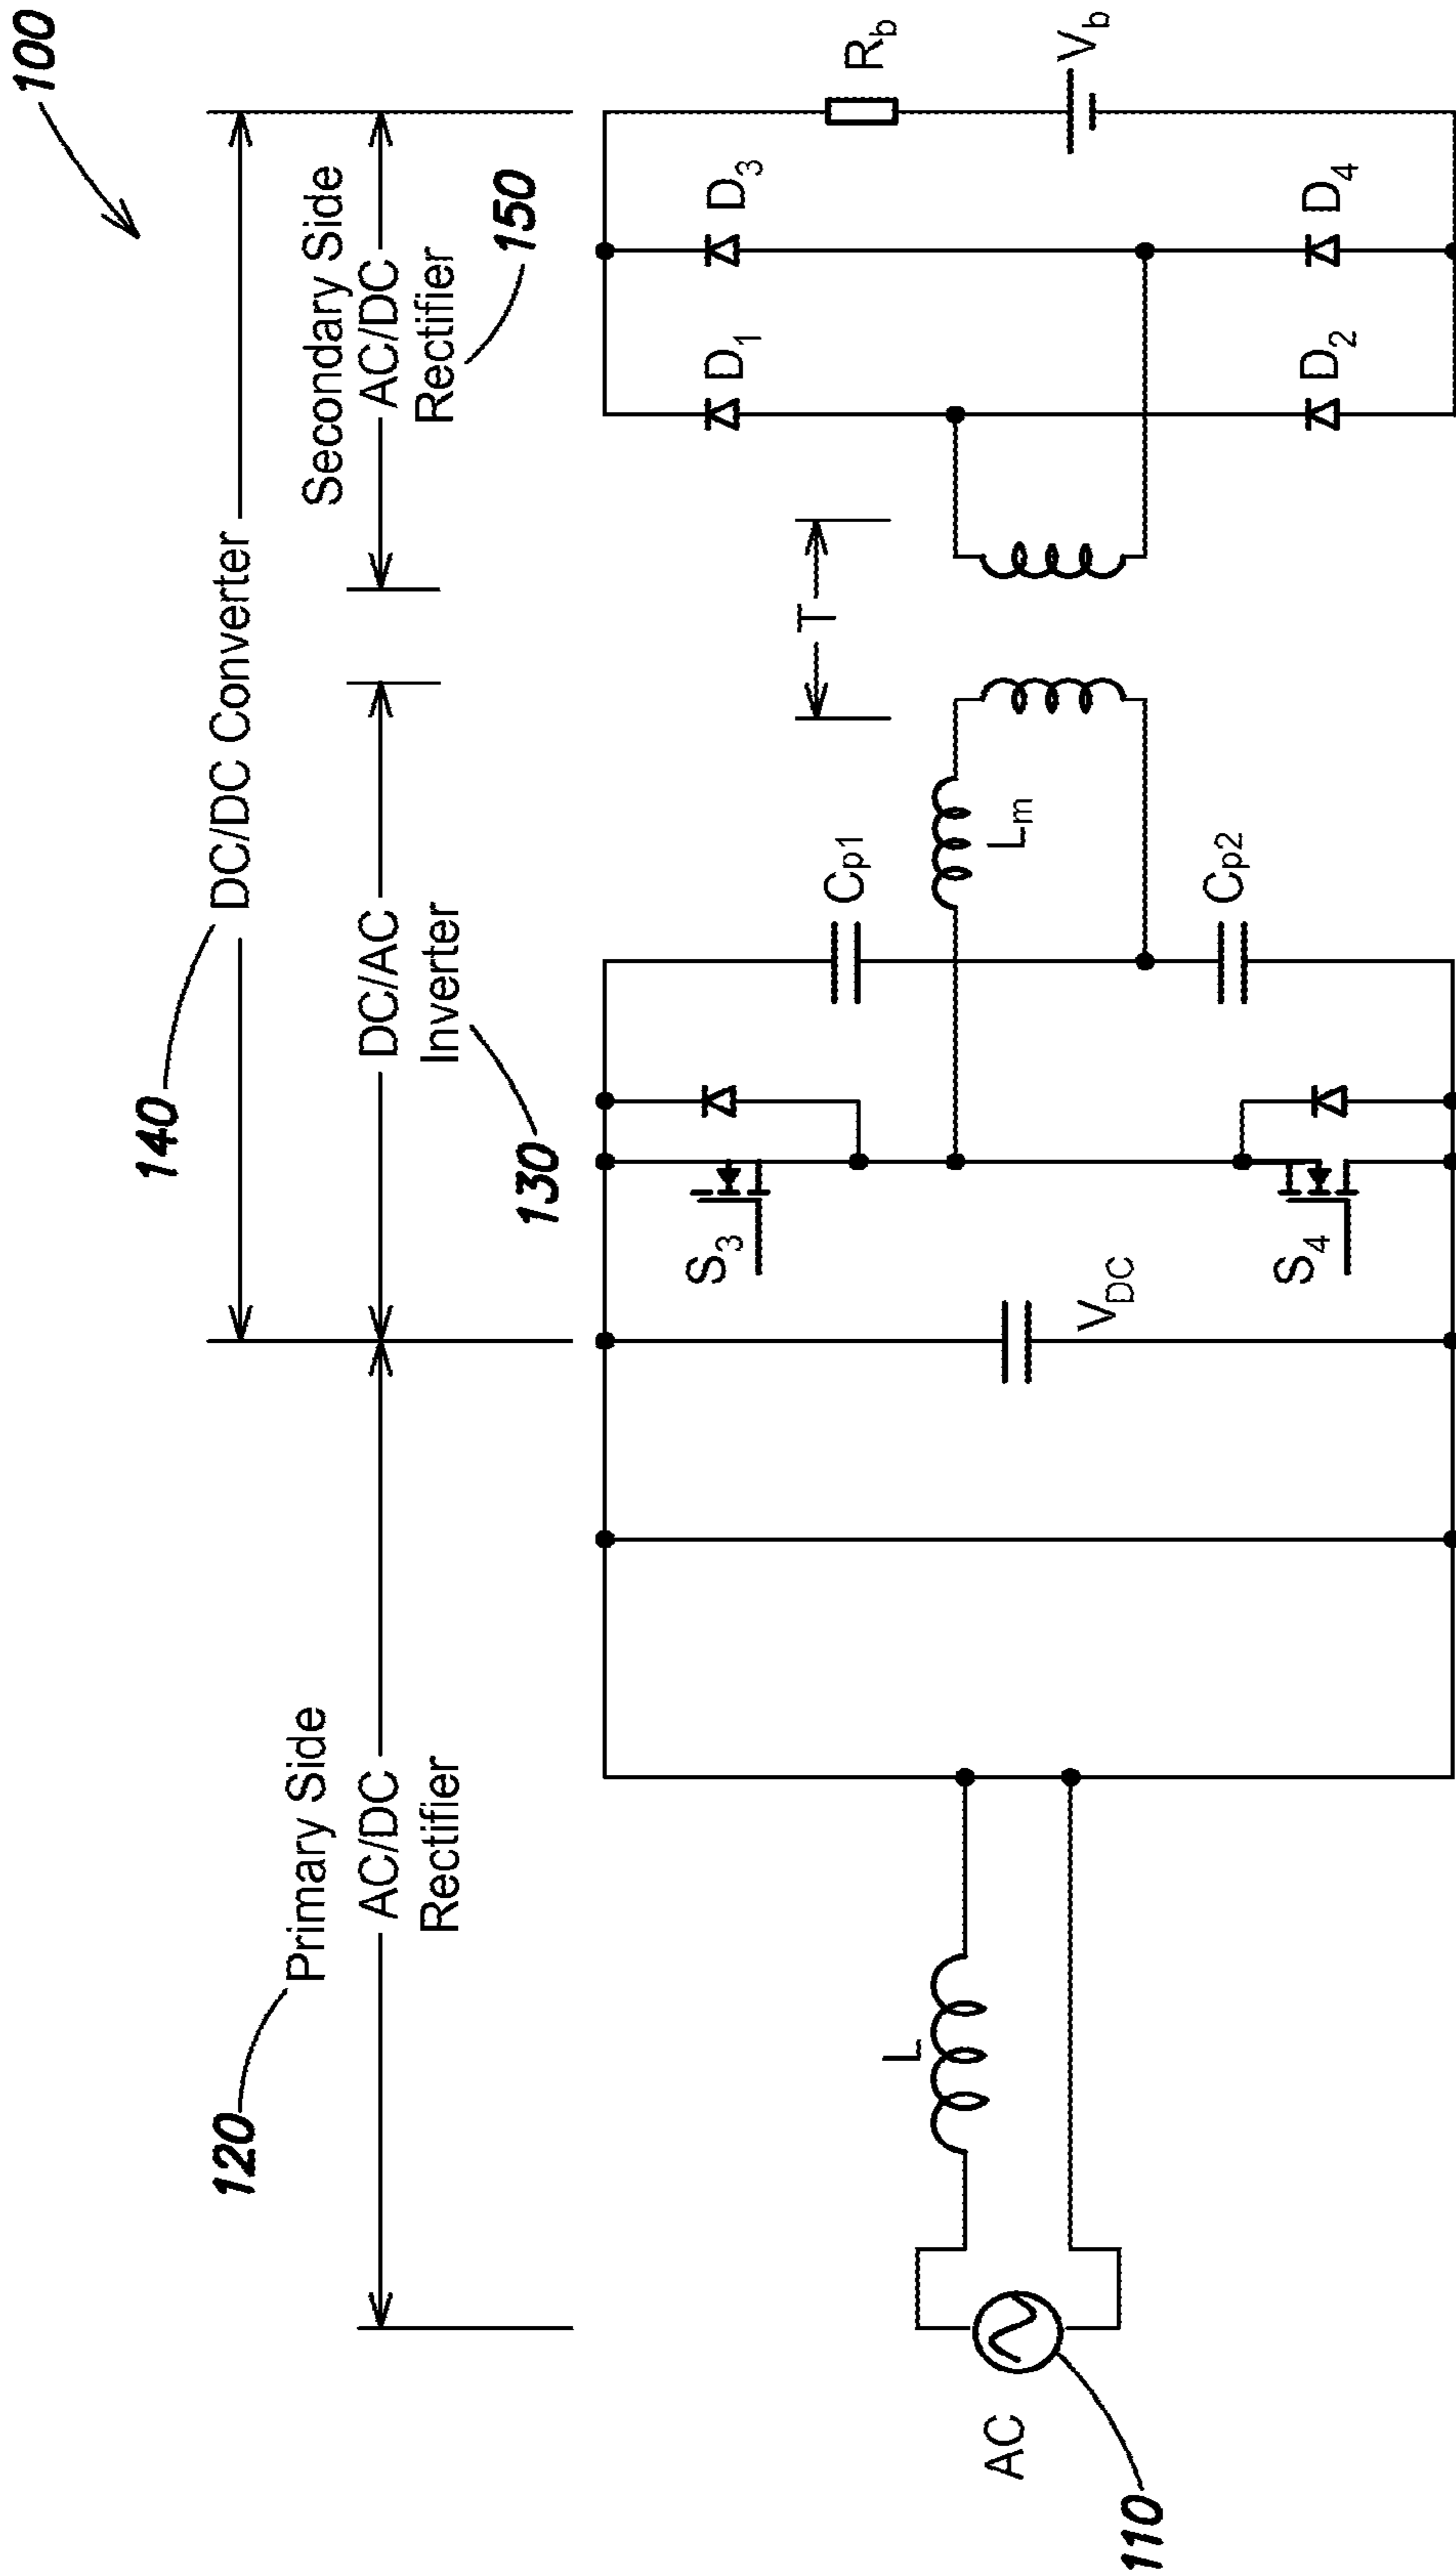 100
140
DC/DC Converter
120
Primary Side
AC/DC
Rectifier
DC/AC
Inverter
130
Secondary Side
AC/DC
Rectifier
150
AC
110
L
V_DC
S_3
S_4
C_p1
C_p2
L_m
T
D_1
D_2
D_3
D_4
R_b
V_b